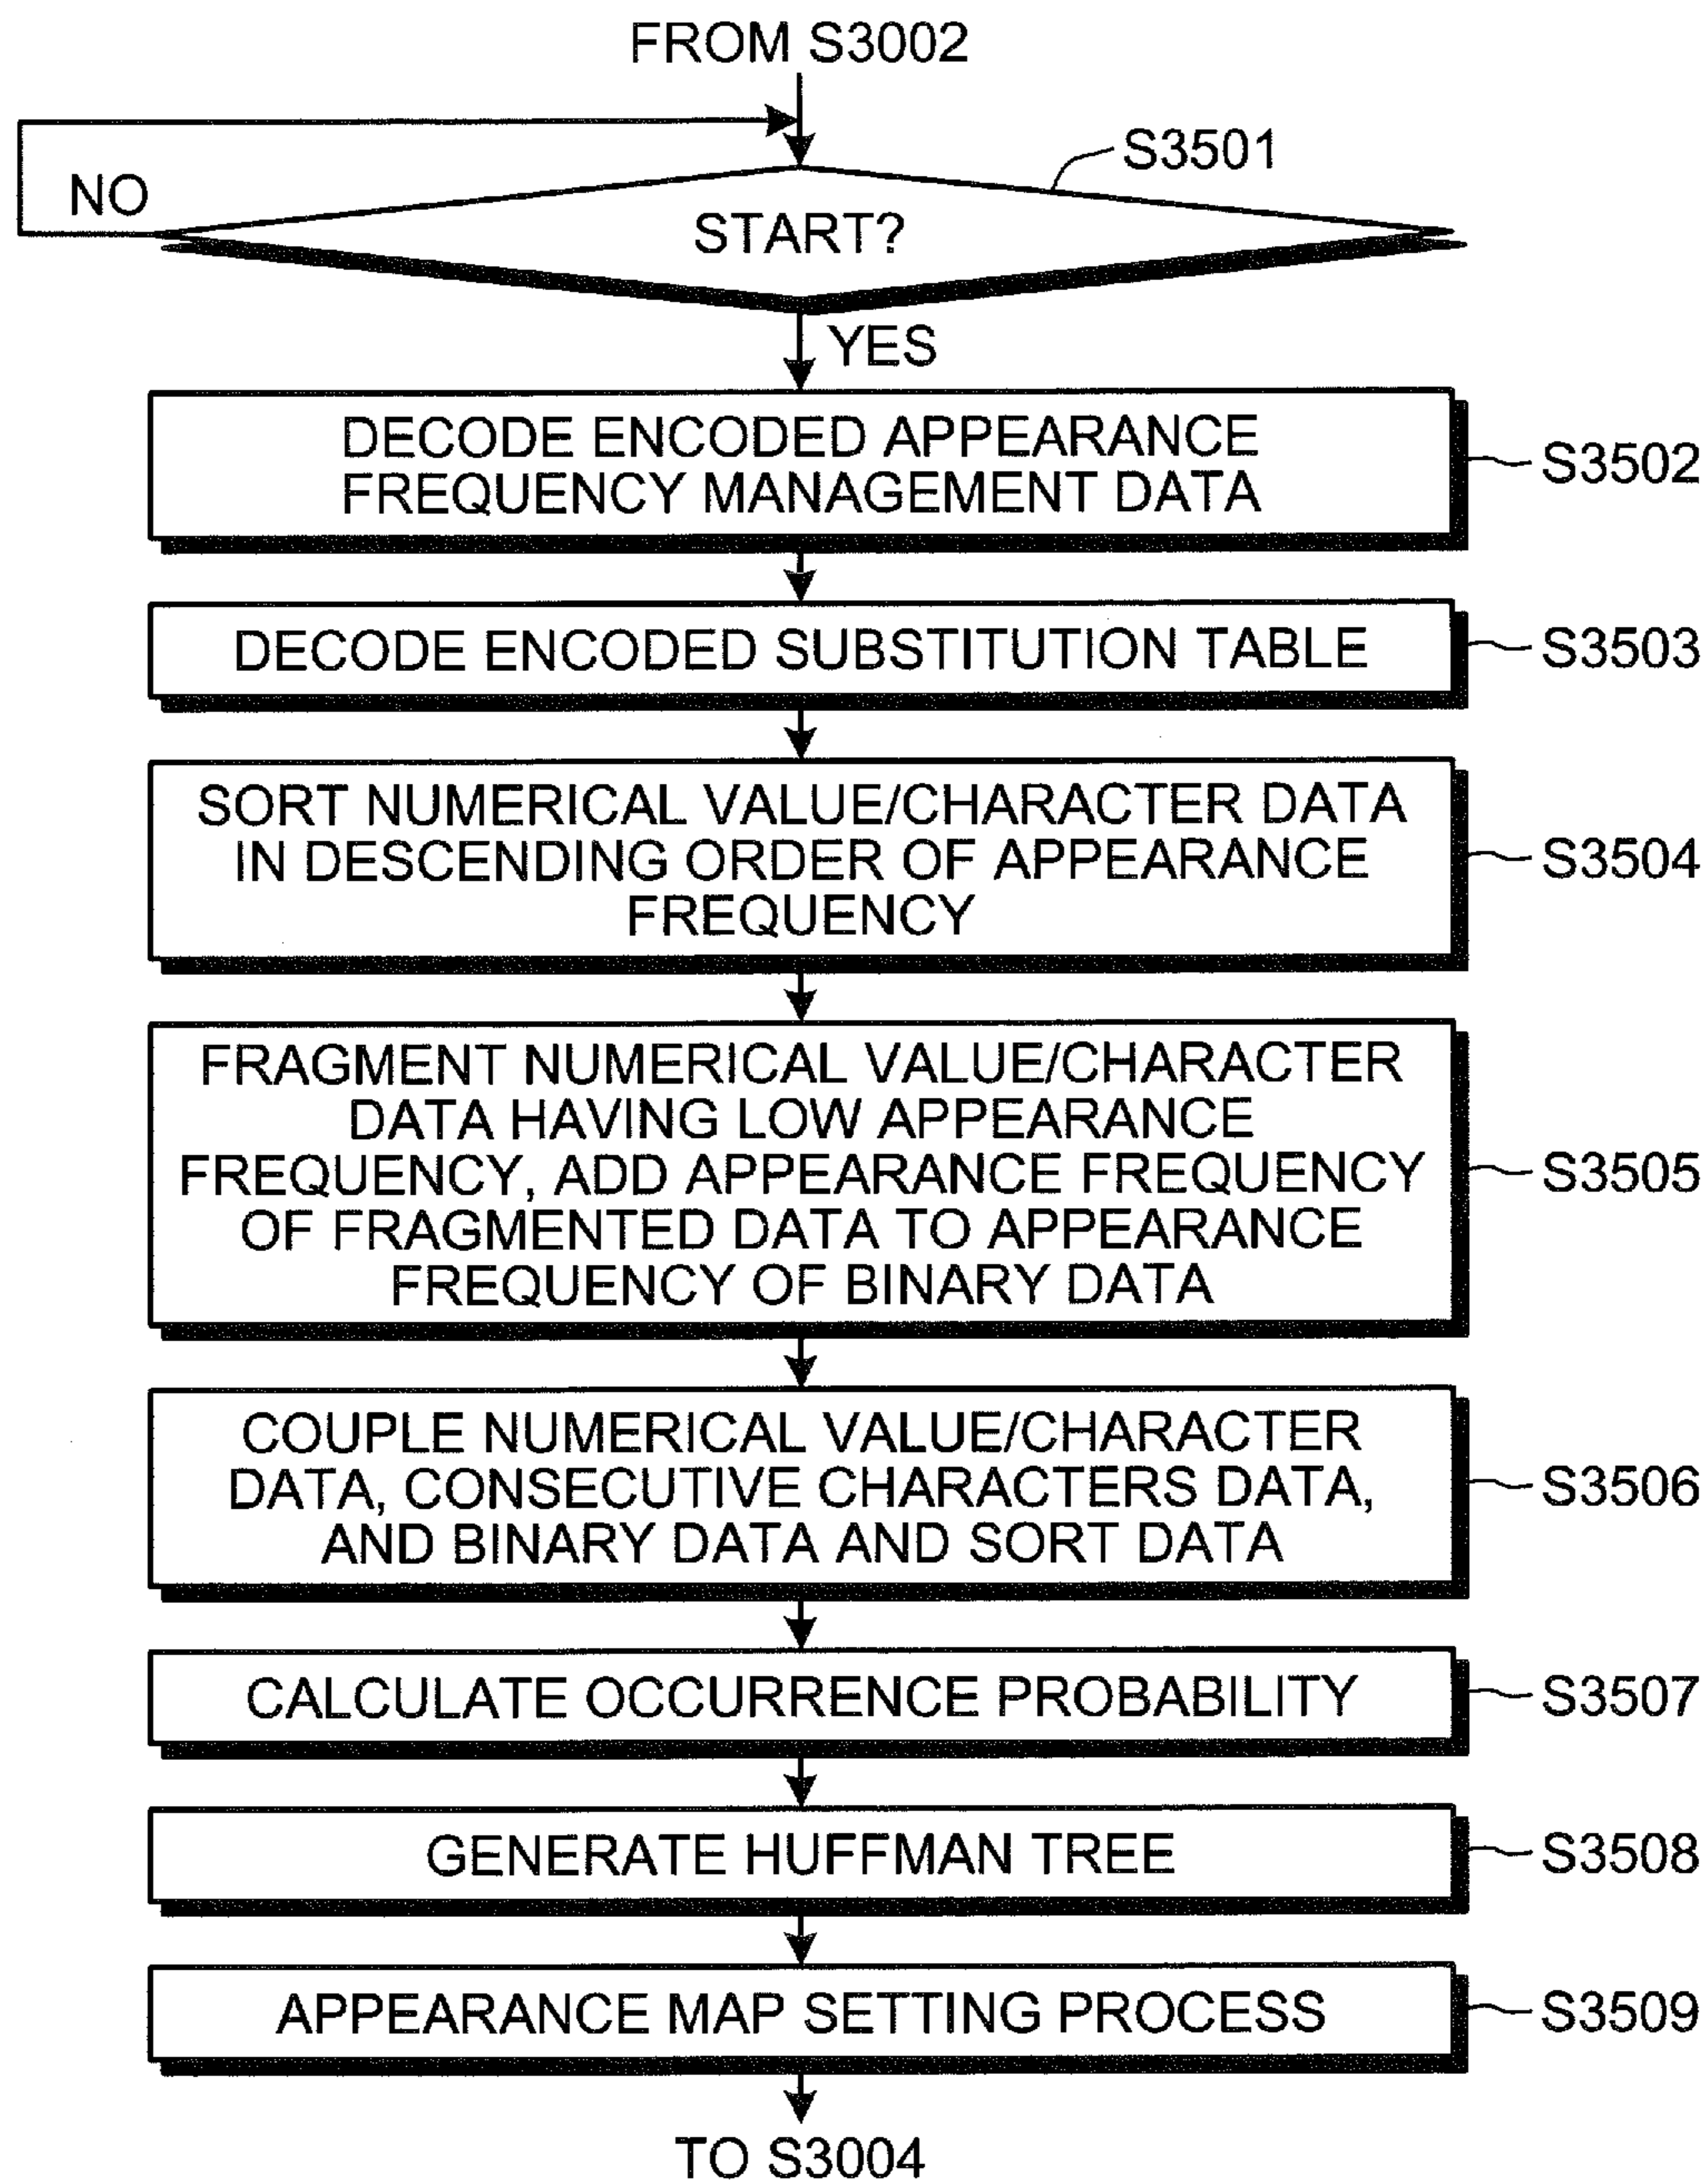 FROM S3002
S3501
NO
START?
YES
DECODE ENCODED APPEARANCE
FREQUENCY MANAGEMENT DATA
S3502
DECODE ENCODED SUBSTITUTION TABLE
S3503
SORT NUMERICAL VALUE/CHARACTER DATA
IN DESCENDING ORDER OF APPEARANCE
FREQUENCY
S3504
FRAGMENT NUMERICAL VALUE/CHARACTER
DATA HAVING LOW APPEARANCE
FREQUENCY, ADD APPEARANCE FREQUENCY
OF FRAGMENTED DATA TO APPEARANCE
FREQUENCY OF BINARY DATA
S3505
COUPLE NUMERICAL VALUE/CHARACTER
DATA, CONSECUTIVE CHARACTERS DATA,
AND BINARY DATA AND SORT DATA
S3506
CALCULATE OCCURRENCE PROBABILITY
S3507
GENERATE HUFFMAN TREE
S3508
APPEARANCE MAP SETTING PROCESS
S3509
TO S3004